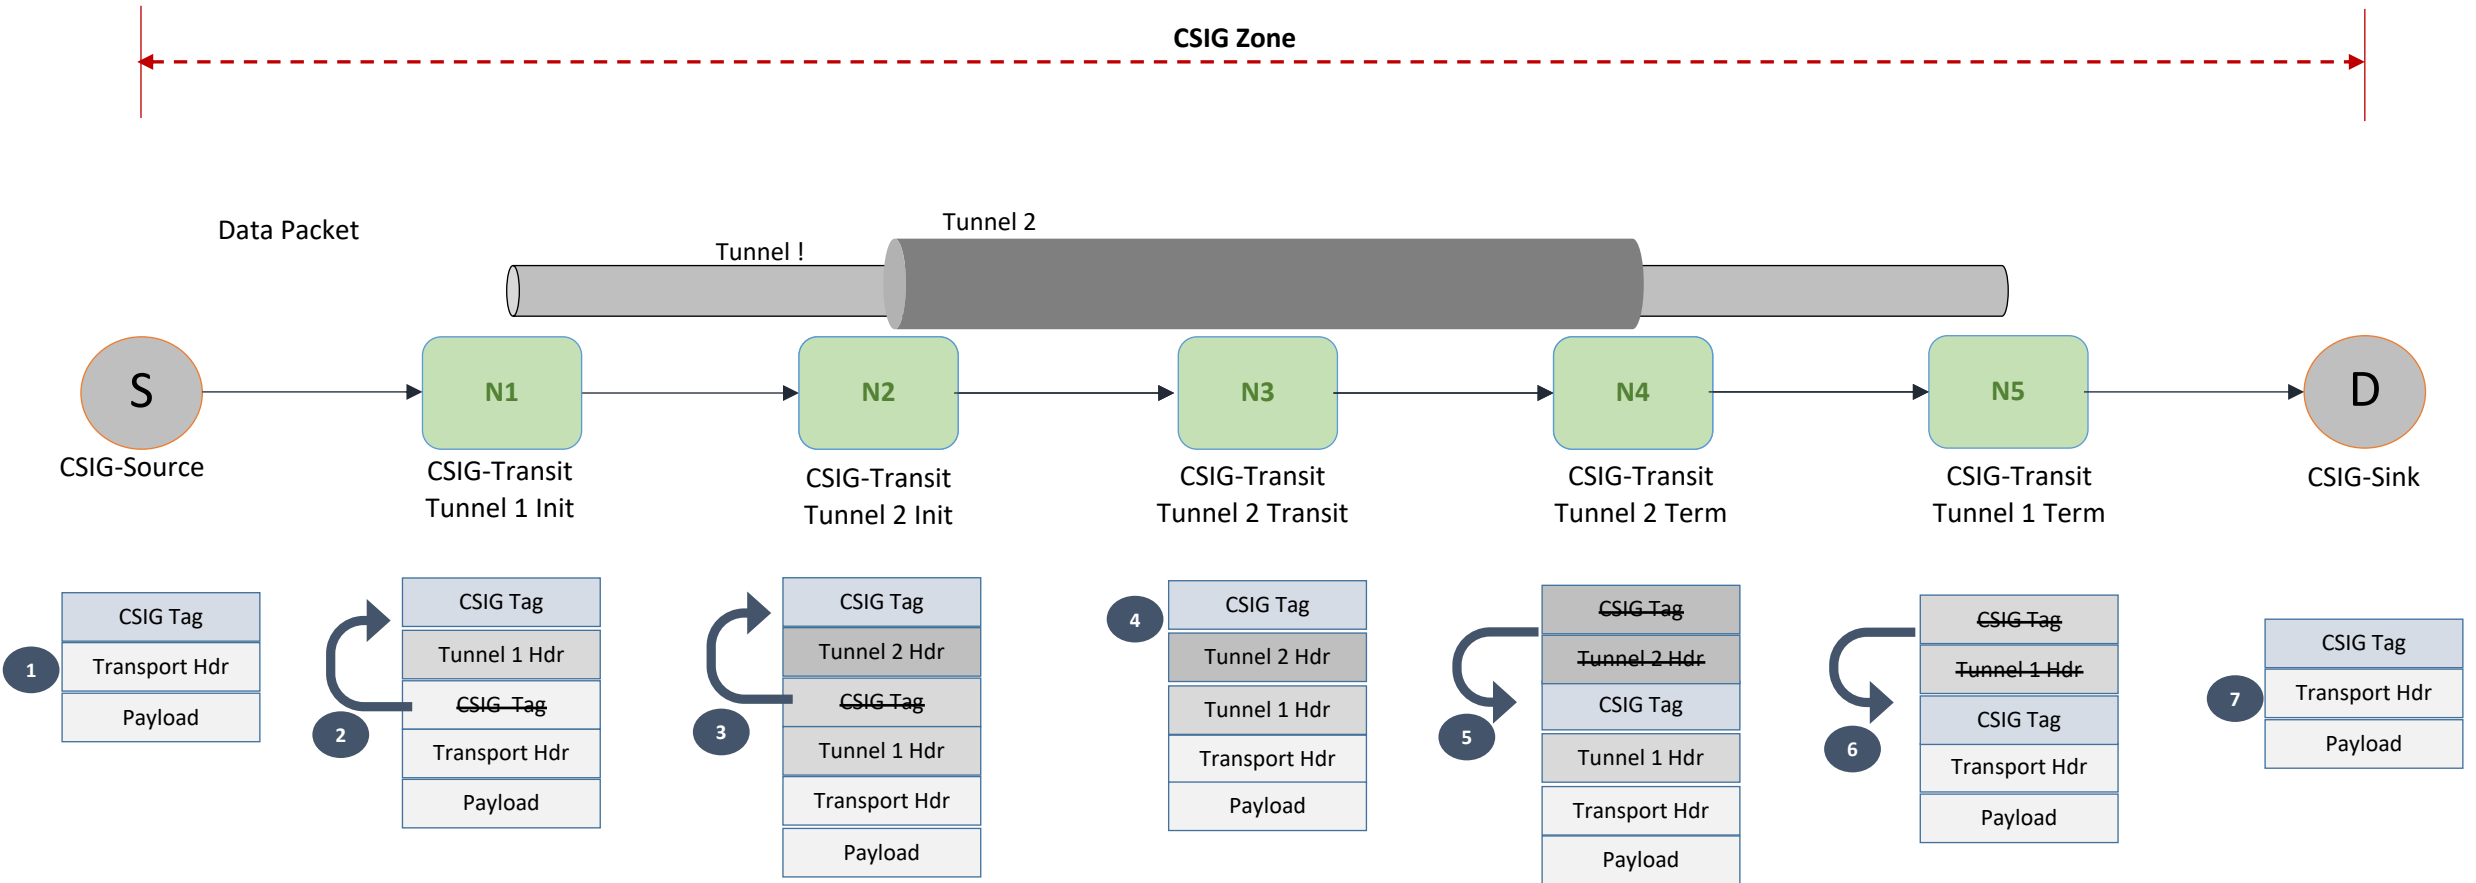 CSIG Zone
Data Packet
Tunnel !
Tunnel 2
S
N1
N2
N3
N4
N5
D
CSIG-Source
CSIG-Transit
Tunnel 1 Init
CSIG-Transit
Tunnel 2 Init
CSIG-Transit
Tunnel 2 Transit
CSIG-Transit
Tunnel 2 Term
CSIG-Transit
Tunnel 1 Term
CSIG-Sink
1
CSIG Tag
Transport Hdr
Payload
2
CSIG Tag
Tunnel 1 Hdr
CSIG Tag
Transport Hdr
Payload
3
CSIG Tag
Tunnel 2 Hdr
CSIG Tag
Tunnel 1 Hdr
Transport Hdr
Payload
4
CSIG Tag
Tunnel 2 Hdr
Tunnel 1 Hdr
Transport Hdr
Payload
5
CSIG Tag
Tunnel 2 Hdr
CSIG Tag
Tunnel 1 Hdr
Transport Hdr
Payload
6
CSIG Tag
Tunnel 1 Hdr
CSIG Tag
Transport Hdr
Payload
7
CSIG Tag
Transport Hdr
Payload